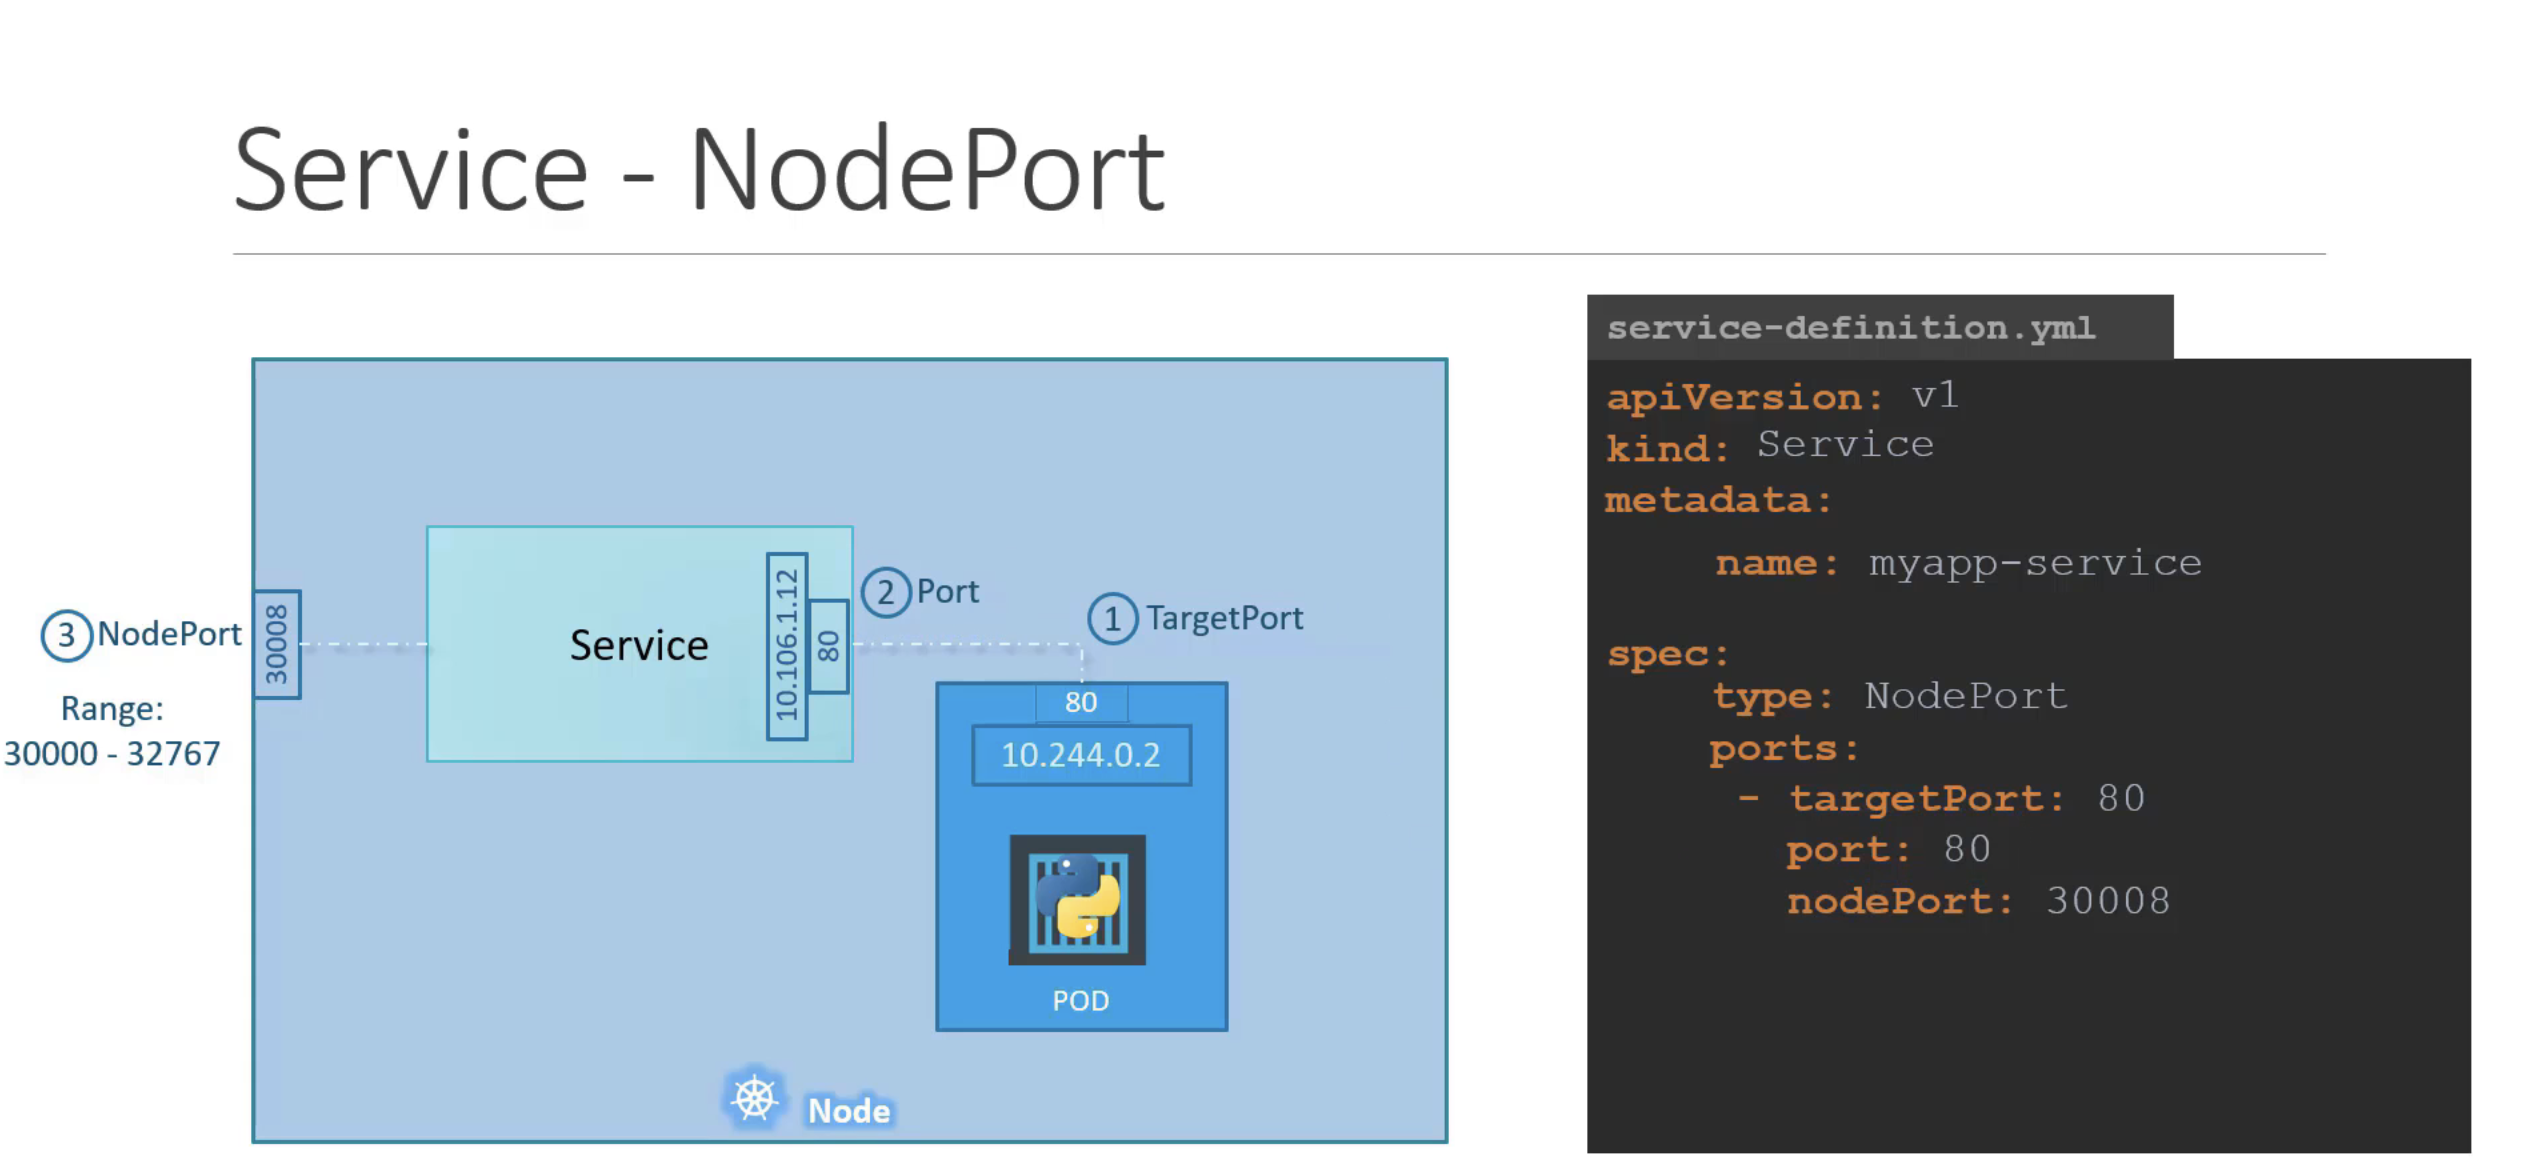 Service - NodePort
3 NodePort
Range:
30000 - 32767
30008
Service
10.106.1.12
80
2 Port
1 TargetPort
80
10.244.0.2
POD
Node
service-definition.yml
apiVersion: v1
kind: Service
metadata:
name: myapp-service
spec:
type: NodePort
ports:
- targetPort: 80
port: 80
nodePort: 30008